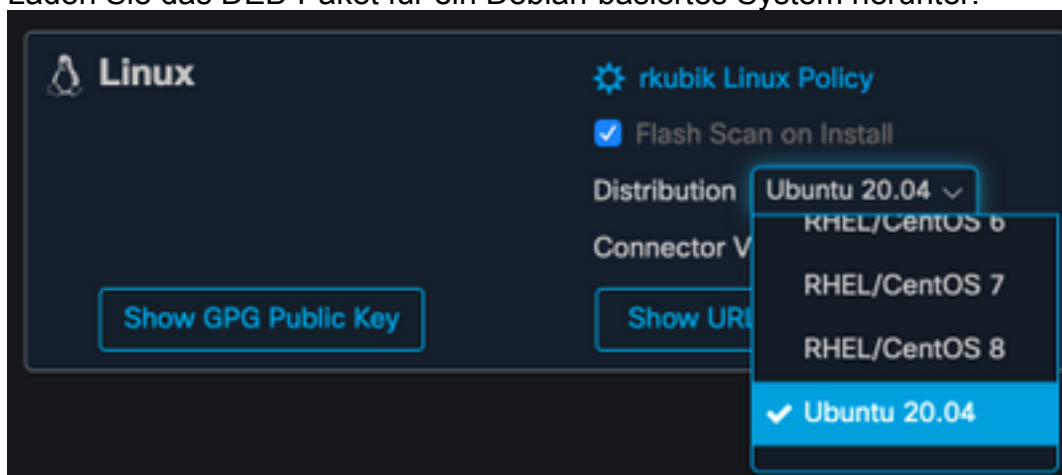 Laden Sie das DEB-Paket für ein Debian-basiertes System herunter:
Linux
rkubik Linux Policy
Flash Scan on Install
Distribution Ubuntu 20.04
RHEL/CentOS 6
Connector V
RHEL/CentOS 7
Show GPG Public Key
Show URL
RHEL/CentOS 8
Ubuntu 20.04